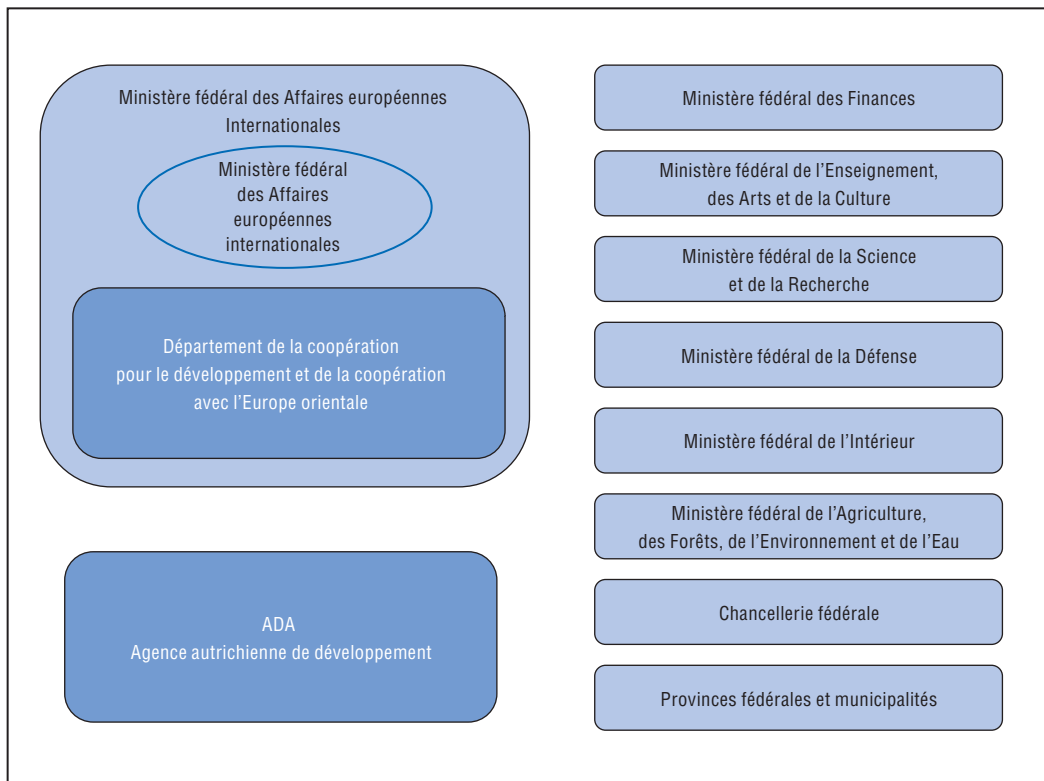 Ministère fédéral des Affaires européennes
Internationales
Ministère fédéral
des Affaires
européennes
internationales
Département de la coopération
pour le développement et de la coopération
avec l’Europe orientale
ADA
Agence autrichienne de développement
Ministère fédéral des Finances
Ministère fédéral de l’Enseignement,
des Arts et de la Culture
Ministère fédéral de la Science
et de la Recherche
Ministère fédéral de la Défense
Ministère fédéral de l’Intérieur
Ministère fédéral de l’Agriculture,
des Forêts, de l’Environnement et de l’Eau
Chancellerie fédérale
Provinces fédérales et municipalités